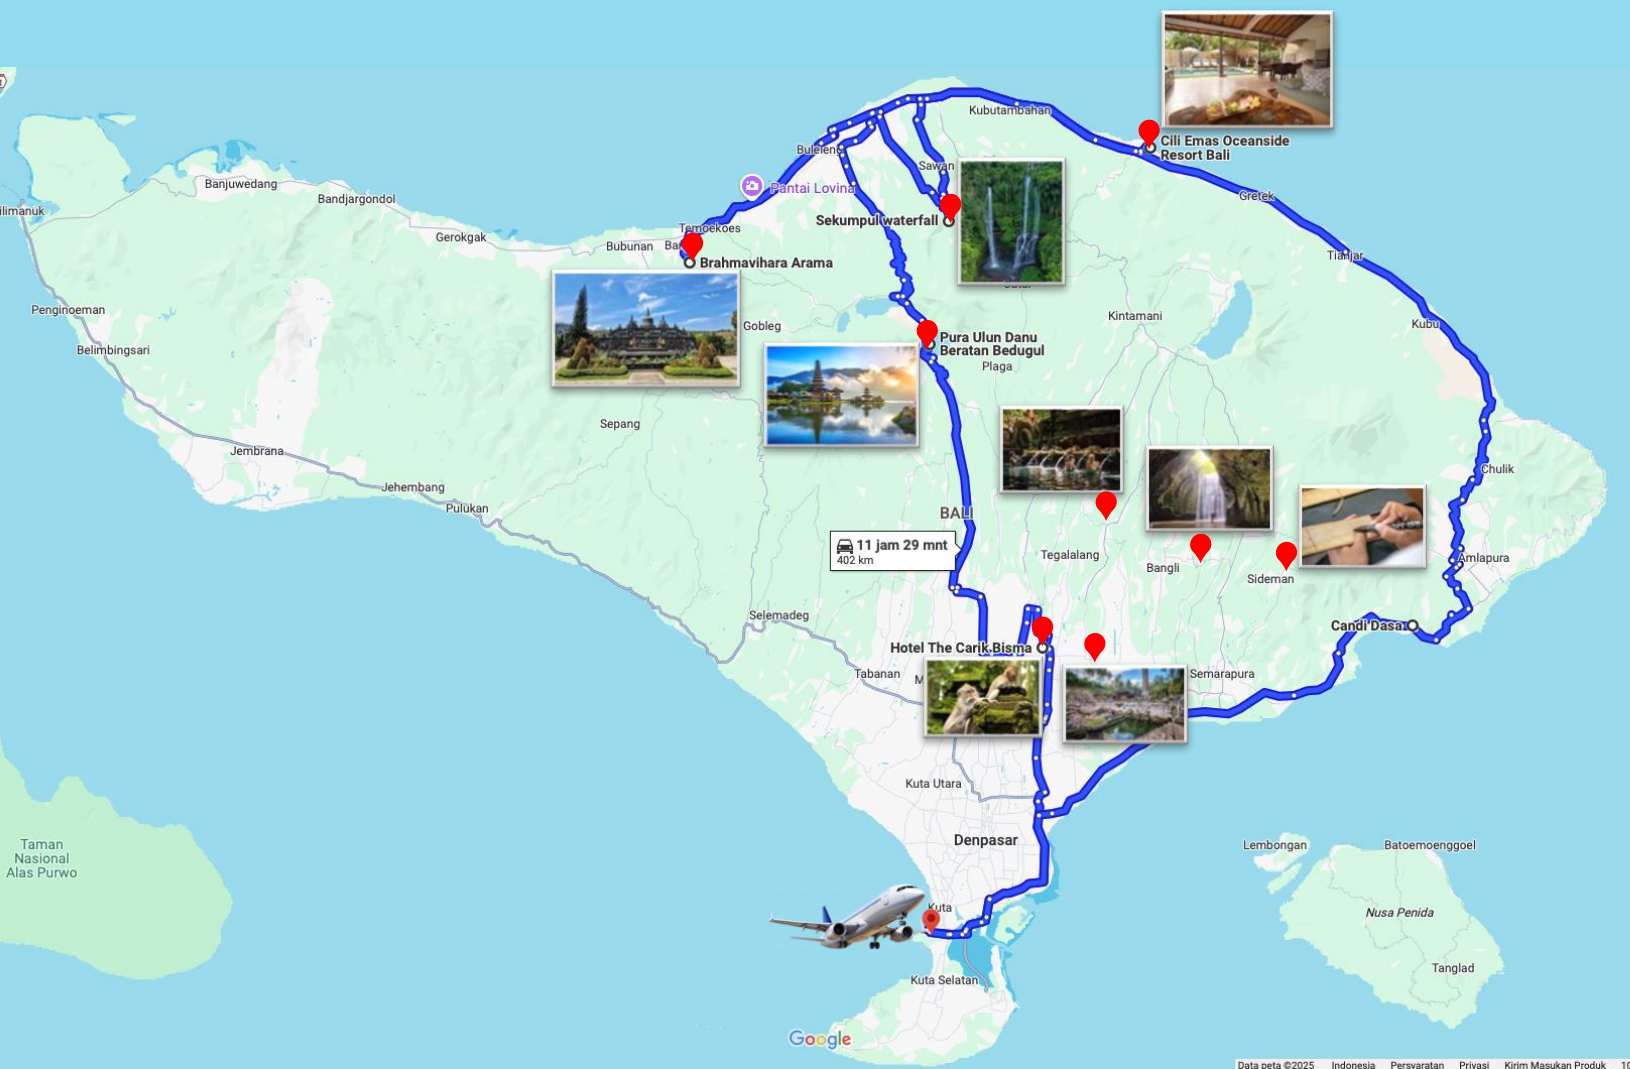 Kubutambahan
Cili Emas Oceanside
Resort Bali
Buleleng
Sawan
Banjuwedang
Pantai Lovina
Bandjargondol
Gretek
Sekumpul waterfall
Temoekoes
Gerokgak
Bubunan
Brahmavihara Arama
Tianjar
Penginoeman
Kintamani
Gobleg
Kubu
Pura Ulun Danu
Beratan Bedugul
Belimbingsari
Plaga
Sepang
Jembrana
Chulik
Jehembang
Pulukan
BALI
11 jam 29 mnt
402 km
Tegalalang
Amlapura
Bangli
Sideman
Selemadeg
Candi Dasa
Hotel The Carik Bisma
Tabanan
Semarapura
Kuta Utara
Denpasar
Taman
Nasional
Alas Purwo
Lembongan
Batoemoenggoel
Kuta
Nusa Penida
Tanglad
Kuta Selatan
Google
Data peta ©2025 Indonesia Persyaratan Privasi Kirim Masukan Produk